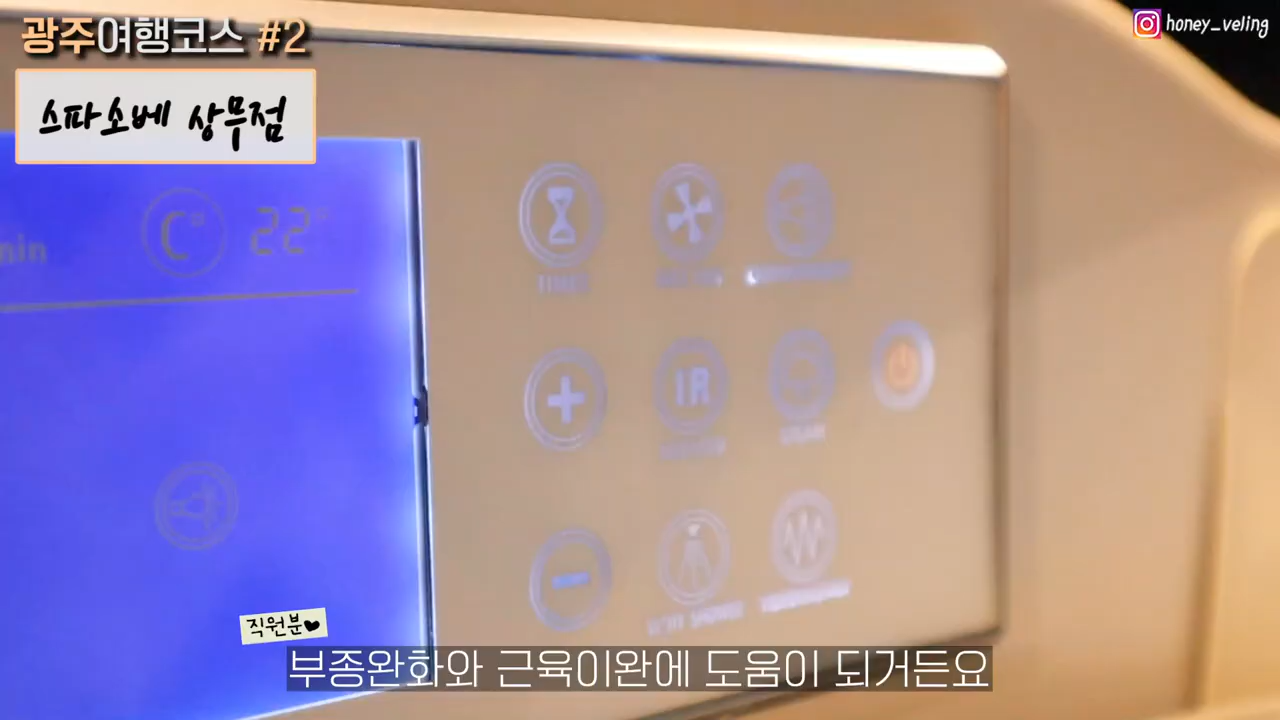 광주여행코스 #2
honey_veling
스파소베 상무점
min
C° 22°
TIMER
IR
직원분♥
부종완화와 근육이완에 도움이 되거든요